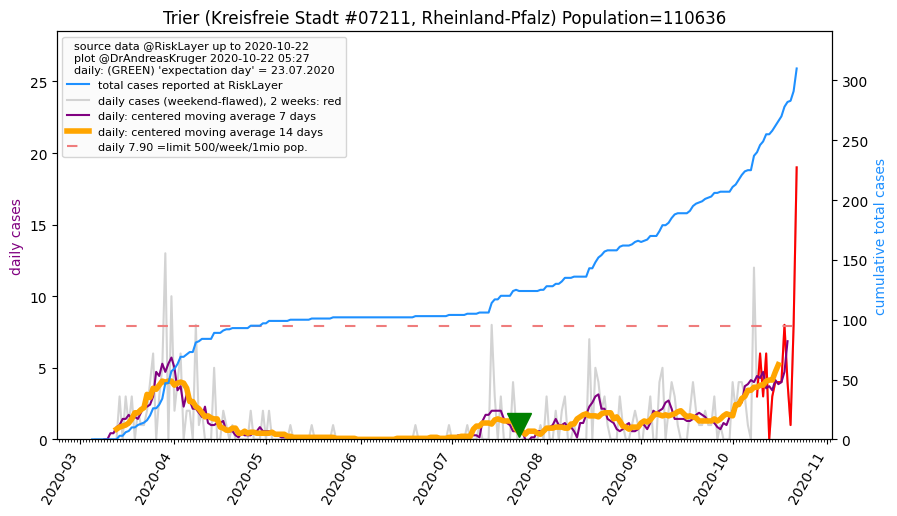 Trier (Kreisfreie Stadt #07211, Rheinland-Pfalz) Population=110636
source data @RiskLayer up to 2020-10-22
plot @DrAndreasKruger 2020-10-22 05:27
daily: (GREEN) 'expectation day' = 23.07.2020
total cases reported at RiskLayer
daily cases (weekend-flawed), 2 weeks: red
daily: centered moving average 7 days
daily: centered moving average 14 days
daily 7.90 =limit 500/week/1mio pop.
daily cases
25
20
15
10
5
0
cumulative total cases
300
250
200
150
100
50
0
2020-03
2020-04
2020-05
2020-06
2020-07
2020-08
2020-09
2020-10
2020-11